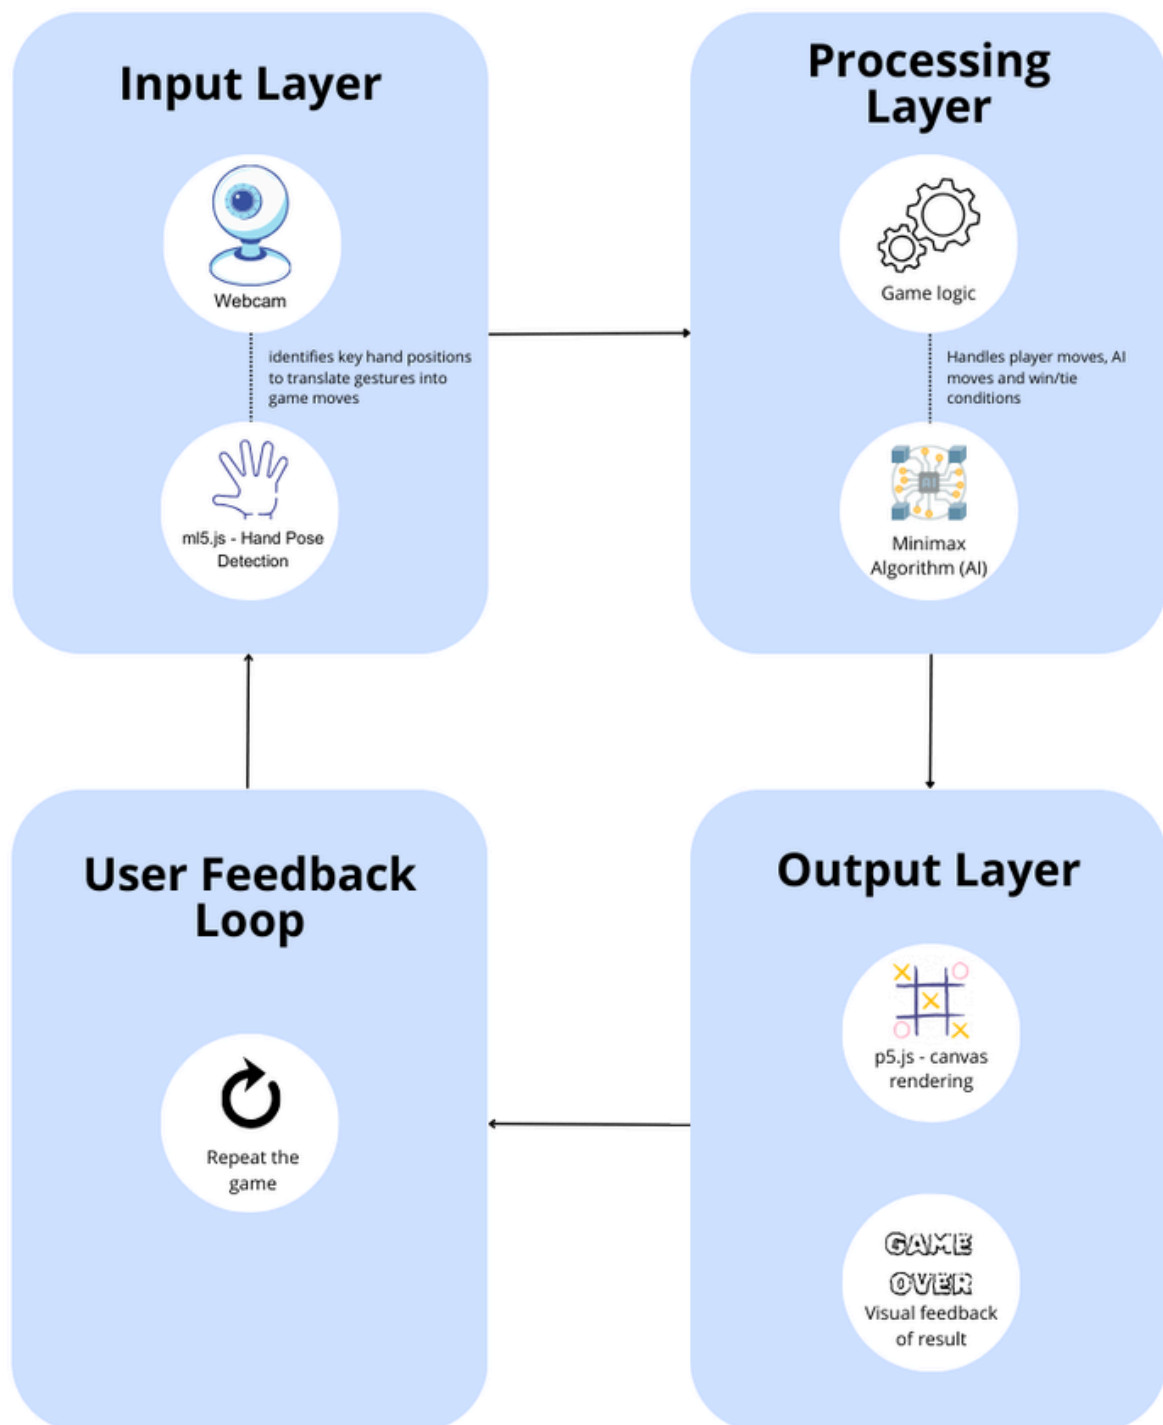 Input Layer
Webcam
identifies key hand positions
to translate gestures into
game moves
ml5.js - Hand Pose
Detection
Processing
Layer
Game logic
Handles player moves, AI
moves and win/tie
conditions
AI
Minimax
Algorithm (AI)
User Feedback
Loop
Repeat the
game
Output Layer
p5.js - canvas
rendering
GAME
OVER
Visual feedback
of result